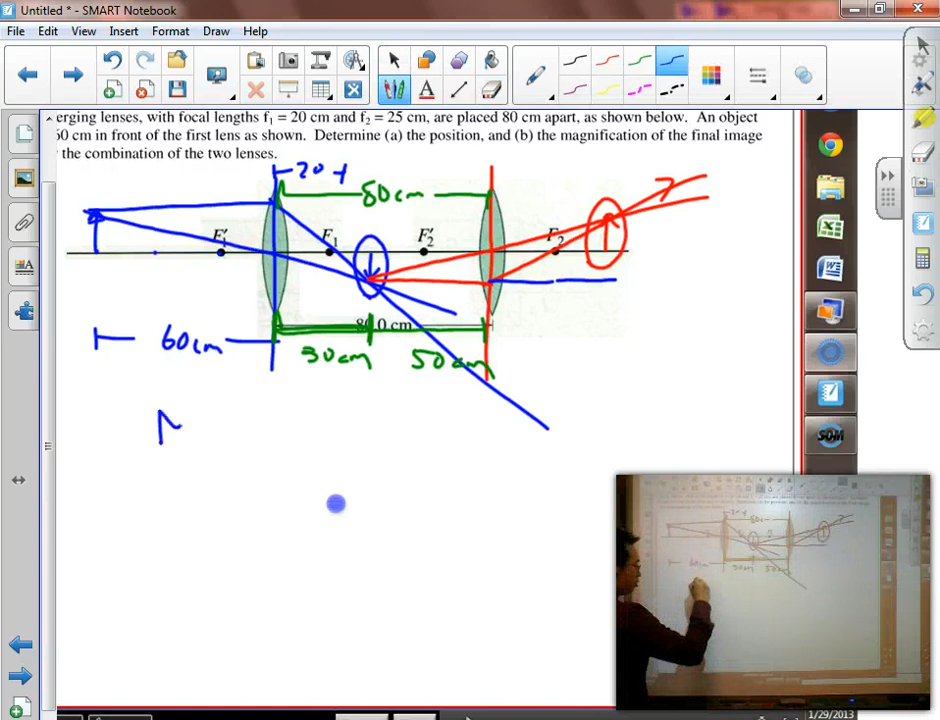 Untitled * - SMART Notebook
File Edit View Insert Format Draw Help
erging lenses, with focal lengths f1 = 20 cm and f2 = 25 cm, are placed 80 cm apart, as shown below. An object
60 cm in front of the first lens as shown. Determine (a) the position, and (b) the magnification of the final image
the combination of the two lenses.
20
80cm
F1′ F1 F2′ F2
80.0 cm
60cm 30cm 50cm
M
SMART
1/29/2013